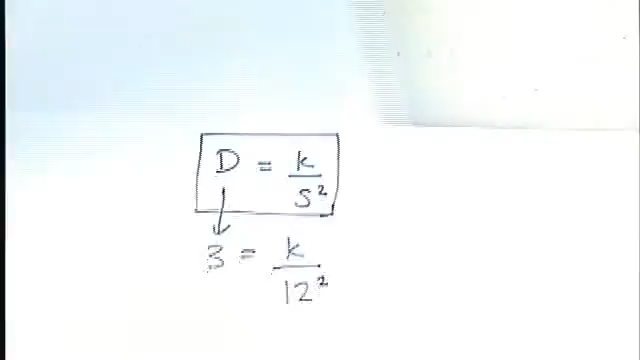 D = k/s²
3 = k/12²